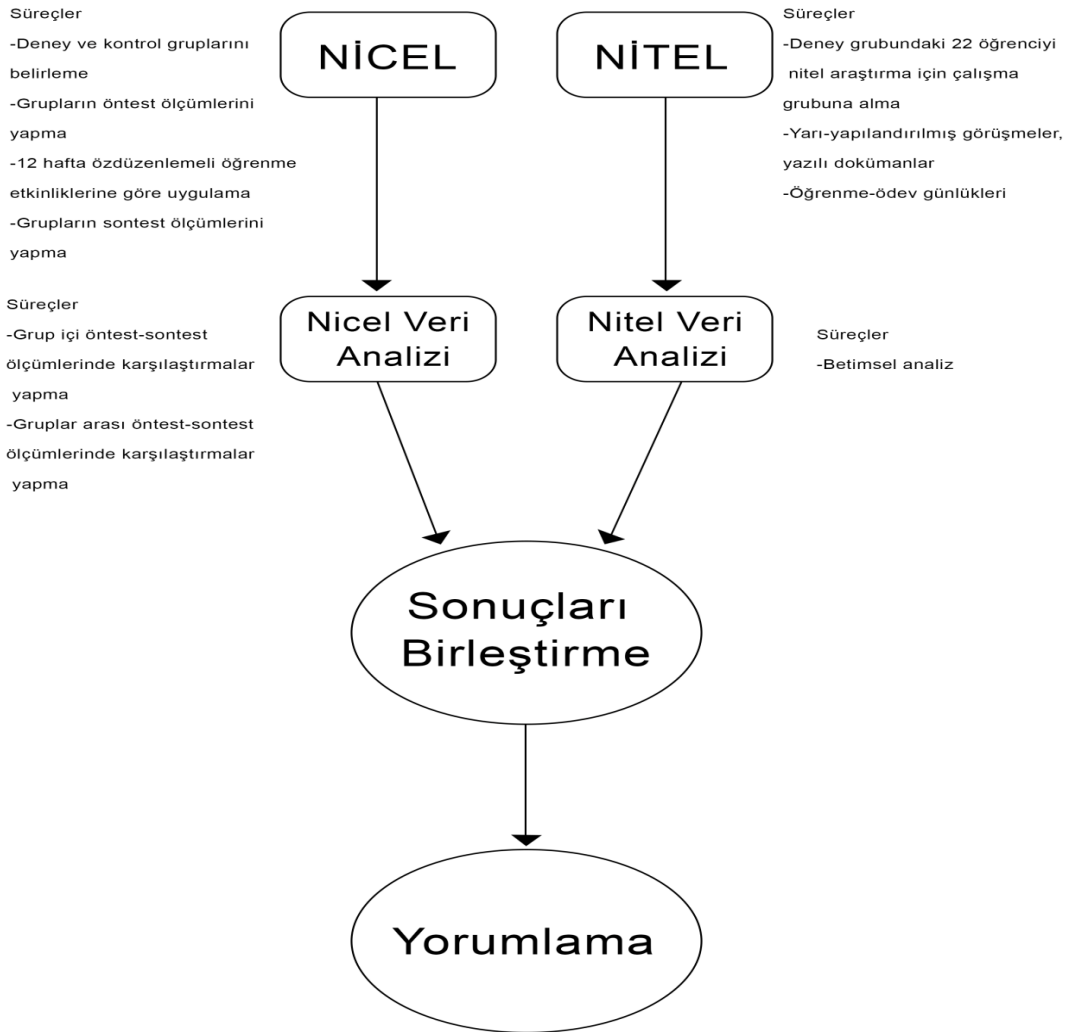 Süreçler
-Deney ve kontrol gruplarını
belirleme
-Grupların öntest ölçümlerini
yapma
-12 hafta özdüzenlemeli öğrenme
etkinliklerine göre uygulama
-Grupların sontest ölçümlerini
yapma
NİCEL
NİTEL
Süreçler
-Deney grubundaki 22 öğrenciyi
nitel araştırma için çalışma
grubuna alma
-Yarı-yapılandırılmış görüşmeler,
yazılı dokümanlar
-Öğrenme-ödev günlükleri
Süreçler
-Grup içi öntest-sontest
ölçümlerinde karşılaştırmalar
yapma
-Gruplar arası öntest-sontest
ölçümlerinde karşılaştırmalar
yapma
Nicel Veri
Analizi
Nitel Veri
Analizi
Süreçler
-Betimsel analiz
Sonuçları
Birleştirme
Yorumlama